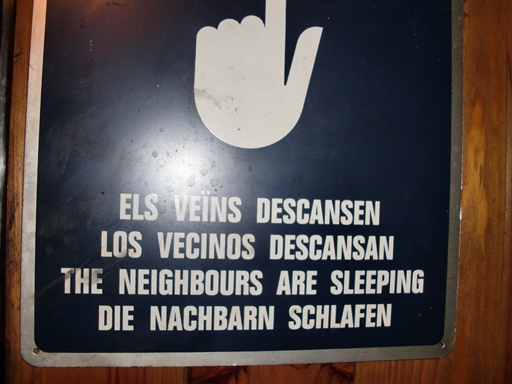 ELS VEÏNS DESCANSEN
LOS VECINOS DESCANSAN
THE NEIGHBOURS ARE SLEEPING
DIE NACHBARN SCHLAFEN